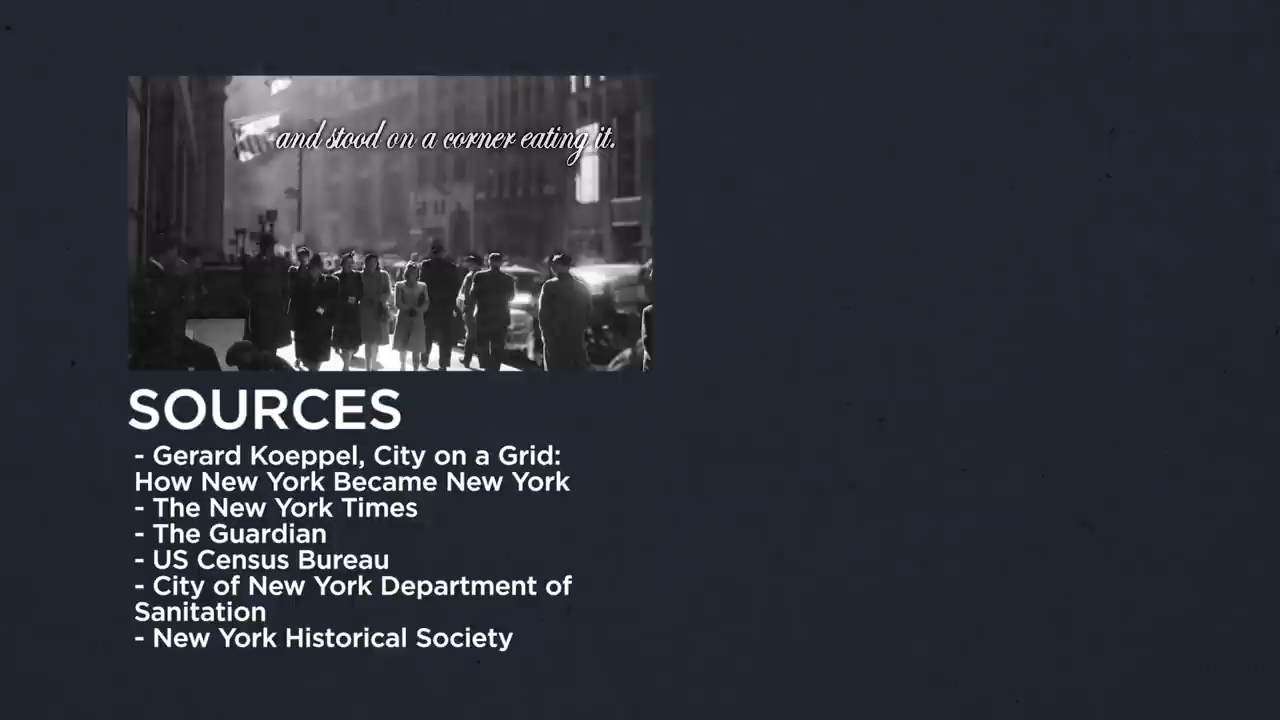 and stood on a corner eating it.
SOURCES
- Gerard Koeppel, City on a Grid:
How New York Became New York
- The New York Times
- The Guardian
- US Census Bureau
- City of New York Department of
Sanitation
- New York Historical Society